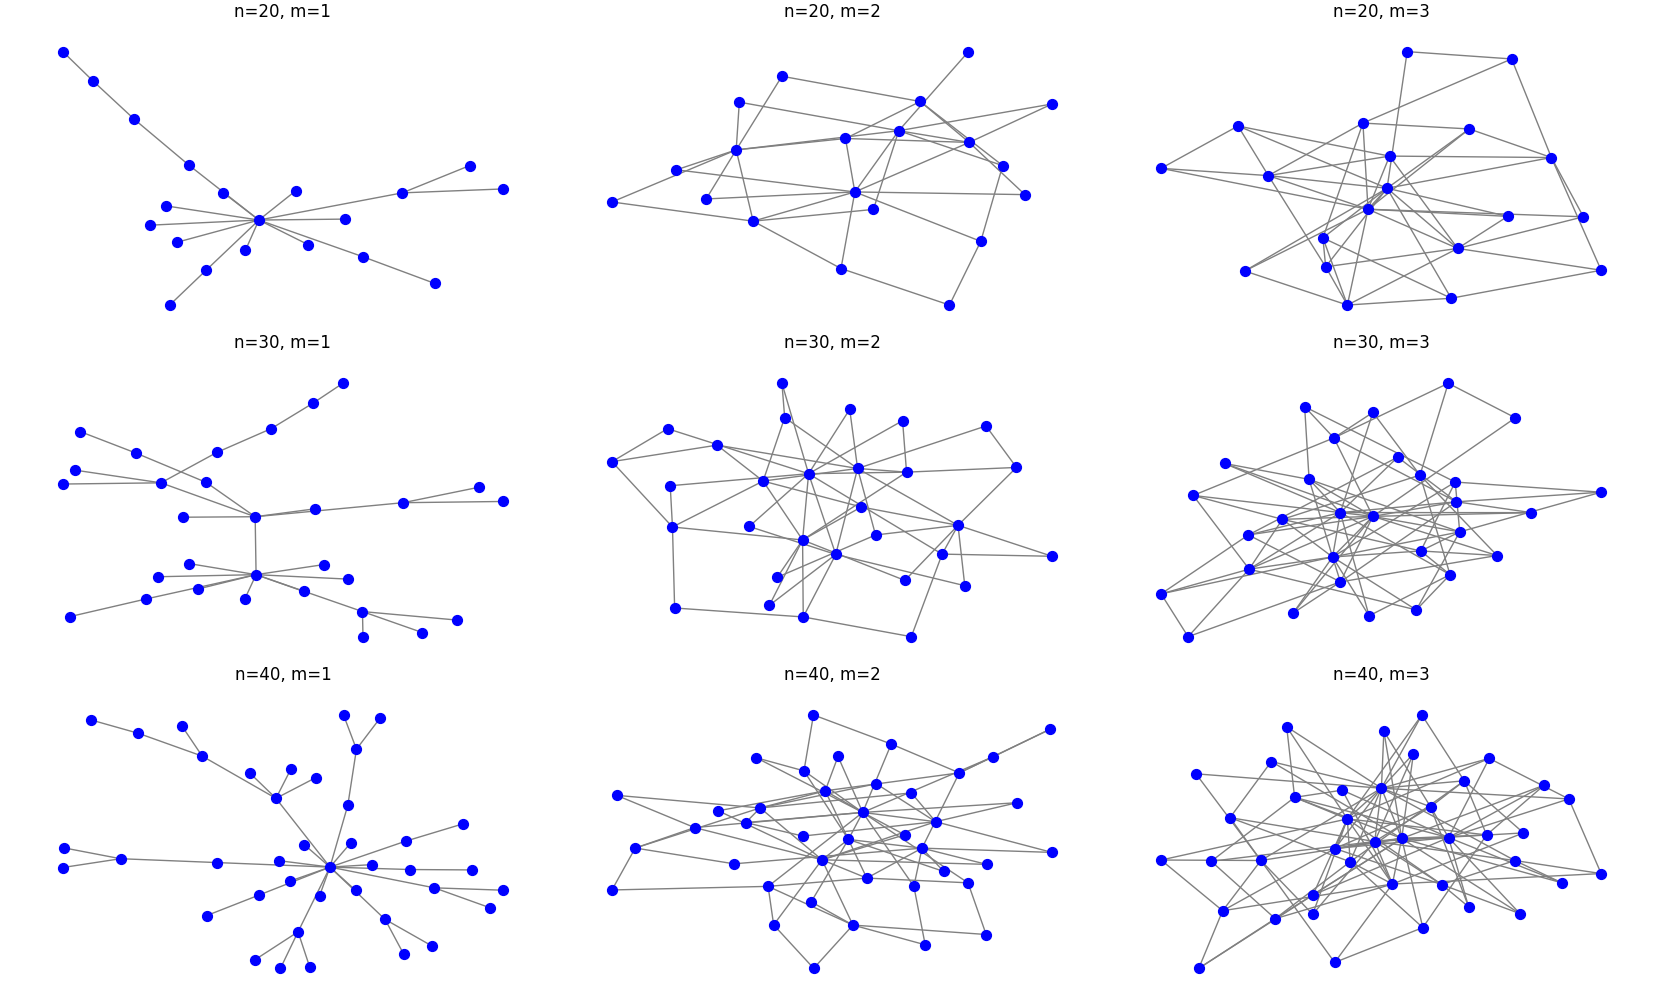 n=20, m=1
n=20, m=2
n=20, m=3
n=30, m=1
n=30, m=2
n=30, m=3
n=40, m=1
n=40, m=2
n=40, m=3